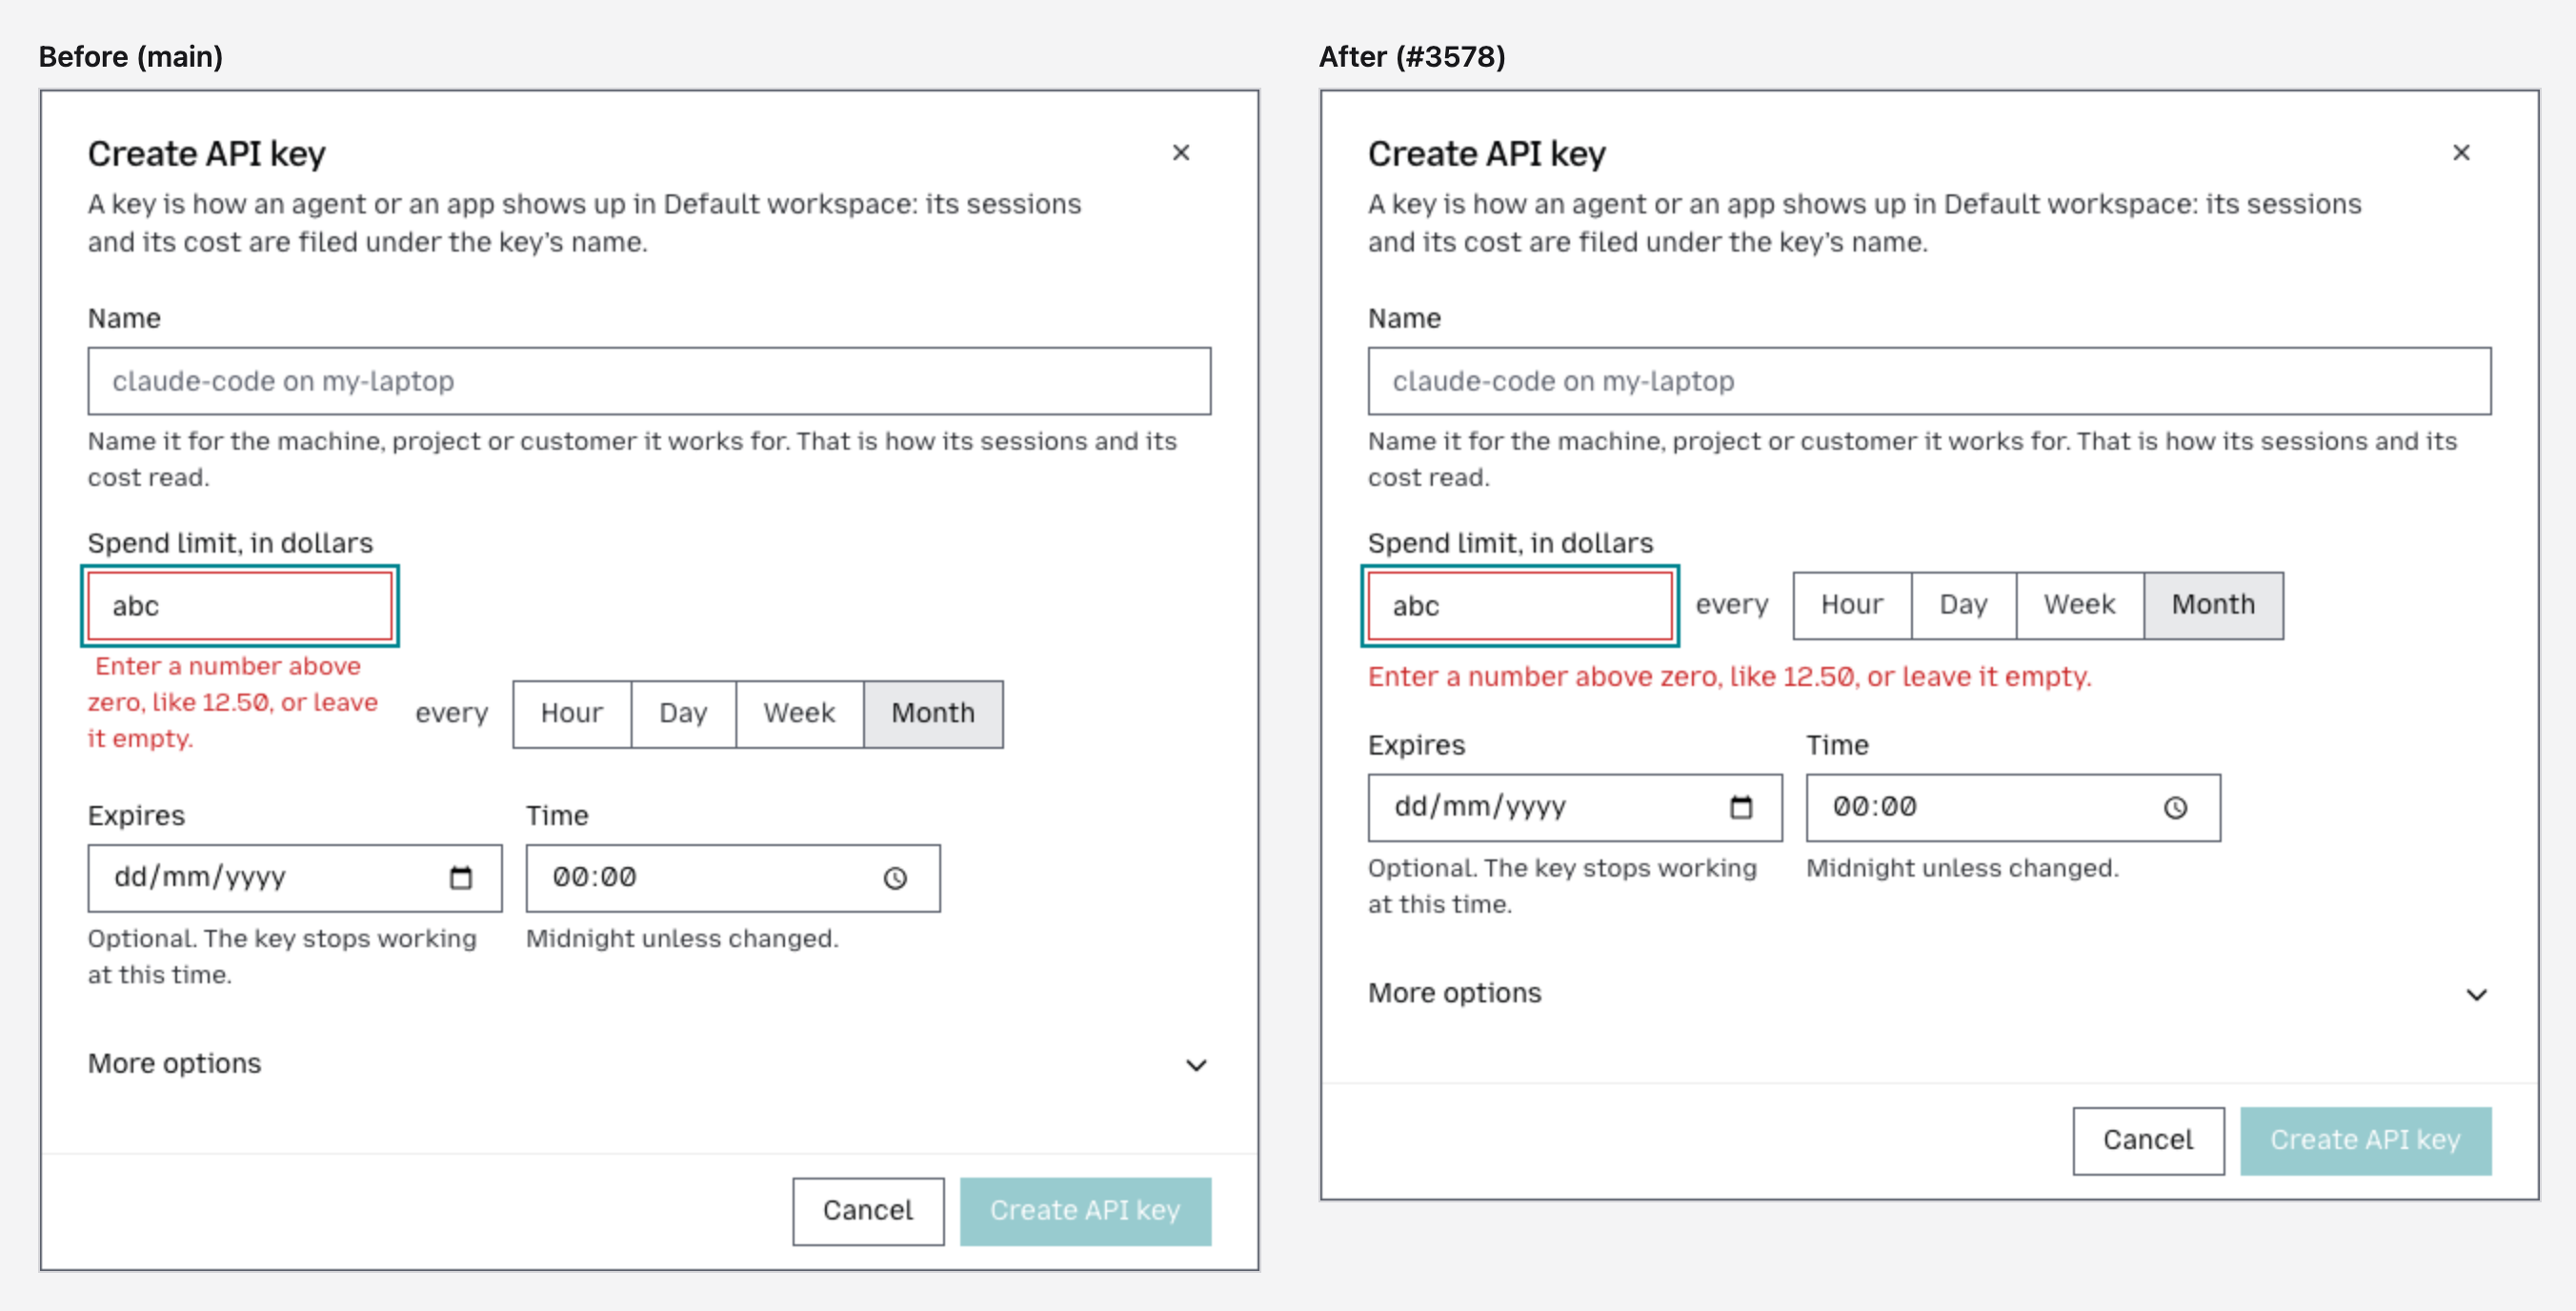 Before (main)
Create API key
A key is how an agent or an app shows up in Default workspace: its sessions
and its cost are filed under the key’s name.
Name
claude-code on my-laptop
Name it for the machine, project or customer it works for. That is how its sessions and its
cost read.
Spend limit, in dollars
abc
Enter a number above
zero, like 12.50, or leave
it empty.
every Hour Day Week Month
Expires Time
dd/mm/yyyy 00:00
Optional. The key stops working Midnight unless changed.
at this time.
More options
Cancel Create API key
After (#3578)
Create API key
A key is how an agent or an app shows up in Default workspace: its sessions
and its cost are filed under the key’s name.
Name
claude-code on my-laptop
Name it for the machine, project or customer it works for. That is how its sessions and its
cost read.
Spend limit, in dollars
abc every Hour Day Week Month
Enter a number above zero, like 12.50, or leave it empty.
Expires Time
dd/mm/yyyy 00:00
Optional. The key stops working Midnight unless changed.
at this time.
More options
Cancel Create API key